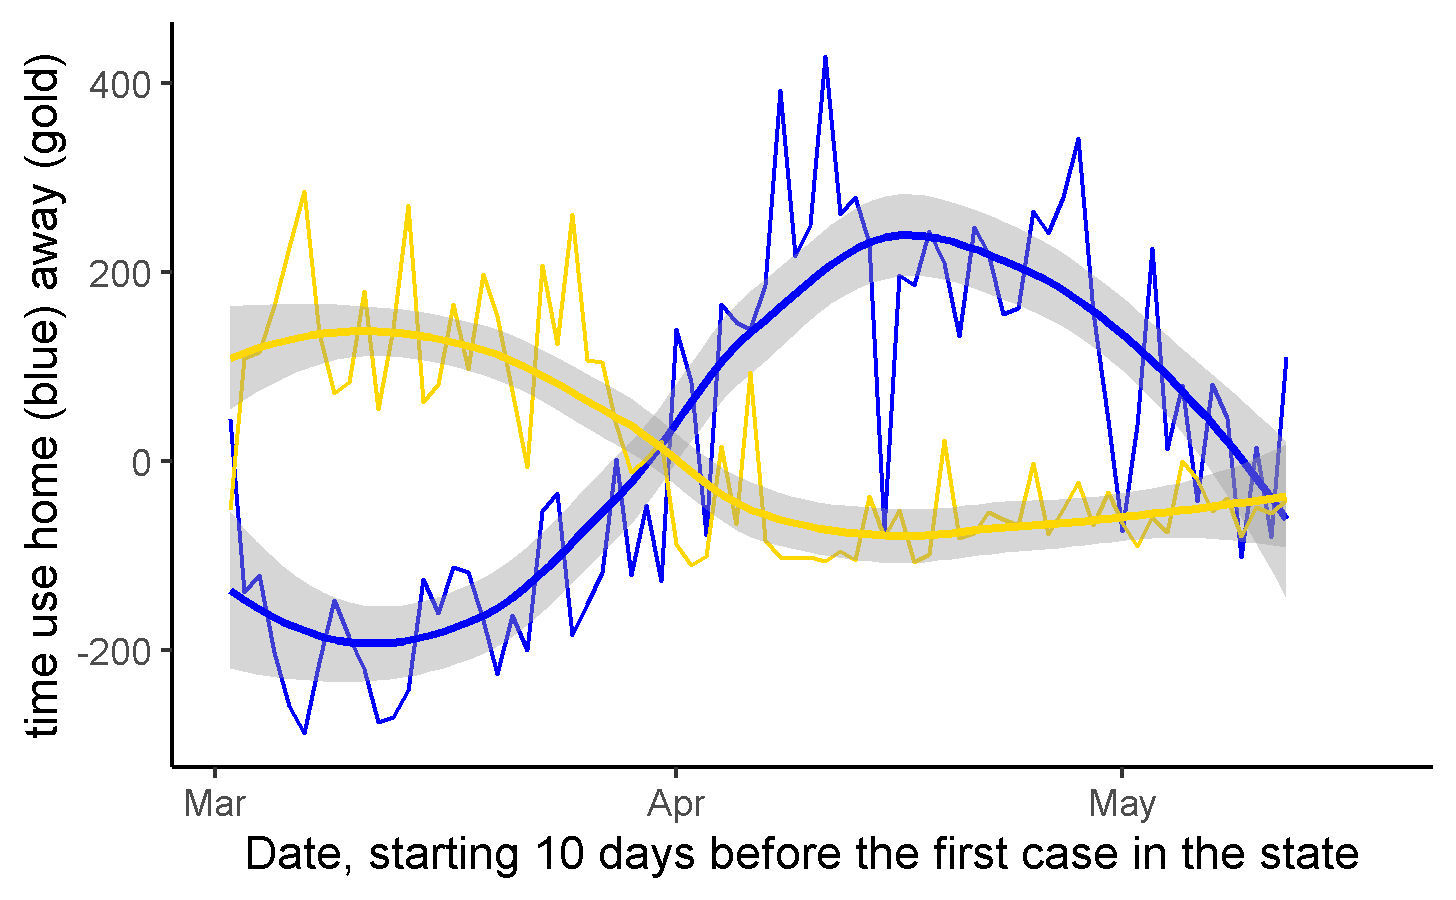 time use home (blue) away (gold)
400
200
0
-200
Mar
Apr
May
Date, starting 10 days before the first case in the state